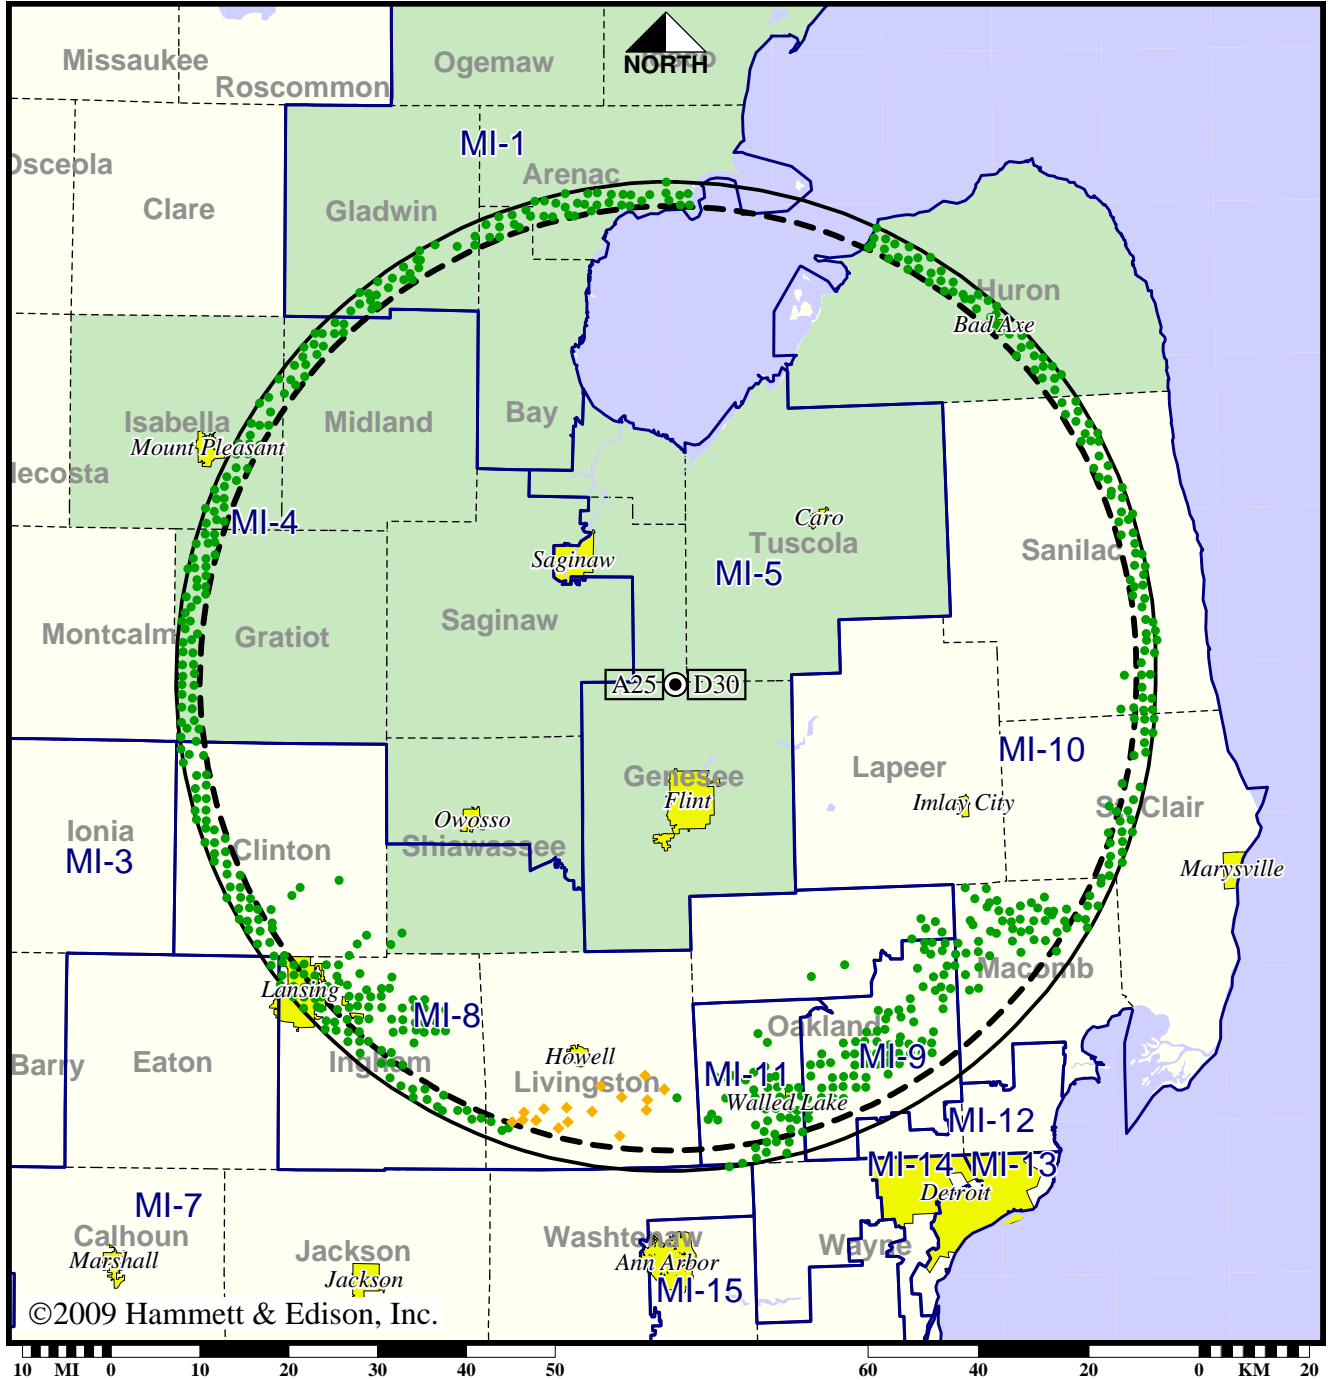 Missaukee
Roscommon
Ogemaw
NORTH
MI-1
Osceola
Arenac
Clare
Gladwin
Huron
Bad Axe
Isabella
Midland
Bay
Mount Pleasant
Mecosta
MI-4
Caro
Tuscola
Sanilac
Saginaw
MI-5
Saginaw
Montcalm
Gratiot
A25
D30
MI-10
Lapeer
Genesee
Flint
Imlay City
St Clair
Ionia
MI-3
Clinton
Owosso
Shiawassee
Marysville
Macomb
Lansing
MI-8
Oakland
MI-9
Barry
Eaton
Ingham
Howell
Livingston
MI-11
Walled Lake
MI-12
MI-14
MI-13
Detroit
MI-7
Calhoun
Marshall
Jackson
Jackson
Washtenaw
Ann Arbor
MI-15
Wayne
©2009 Hammett & Edison, Inc.
10 MI 0 10 20 30 40 50
60 40 20 0 KM 20